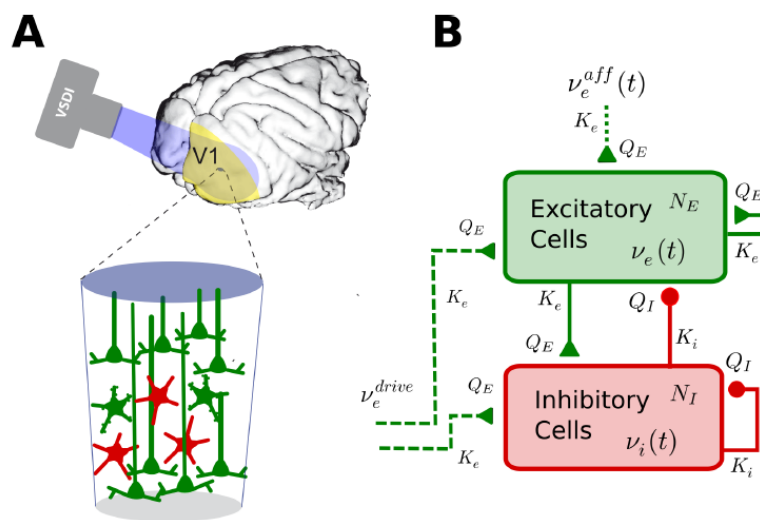 A
VSDI
V1
B
ν_e^{aff}(t)
K_e
Q_E
Excitatory
Cells
N_E
ν_e(t)
Q_E
K_e
Q_E
K_e
K_e
Q_I
Q_E
K_i
ν_e^{drive}
Q_E
K_e
Inhibitory
Cells
N_I
ν_i(t)
Q_I
K_i